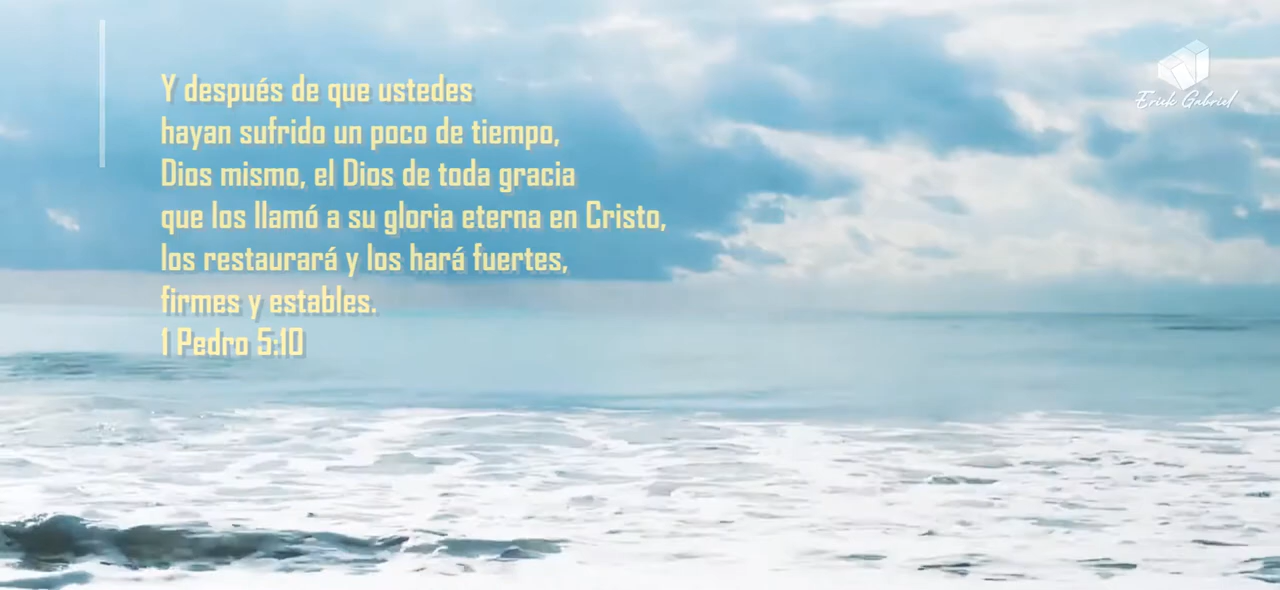 Y después de que ustedes
hayan sufrido un poco de tiempo,
Dios mismo, el Dios de toda gracia
que los llamó a su gloria eterna en Cristo,
los restaurará y los hará fuertes,
firmes y estables.
1 Pedro 5:10
Erick Gabriel